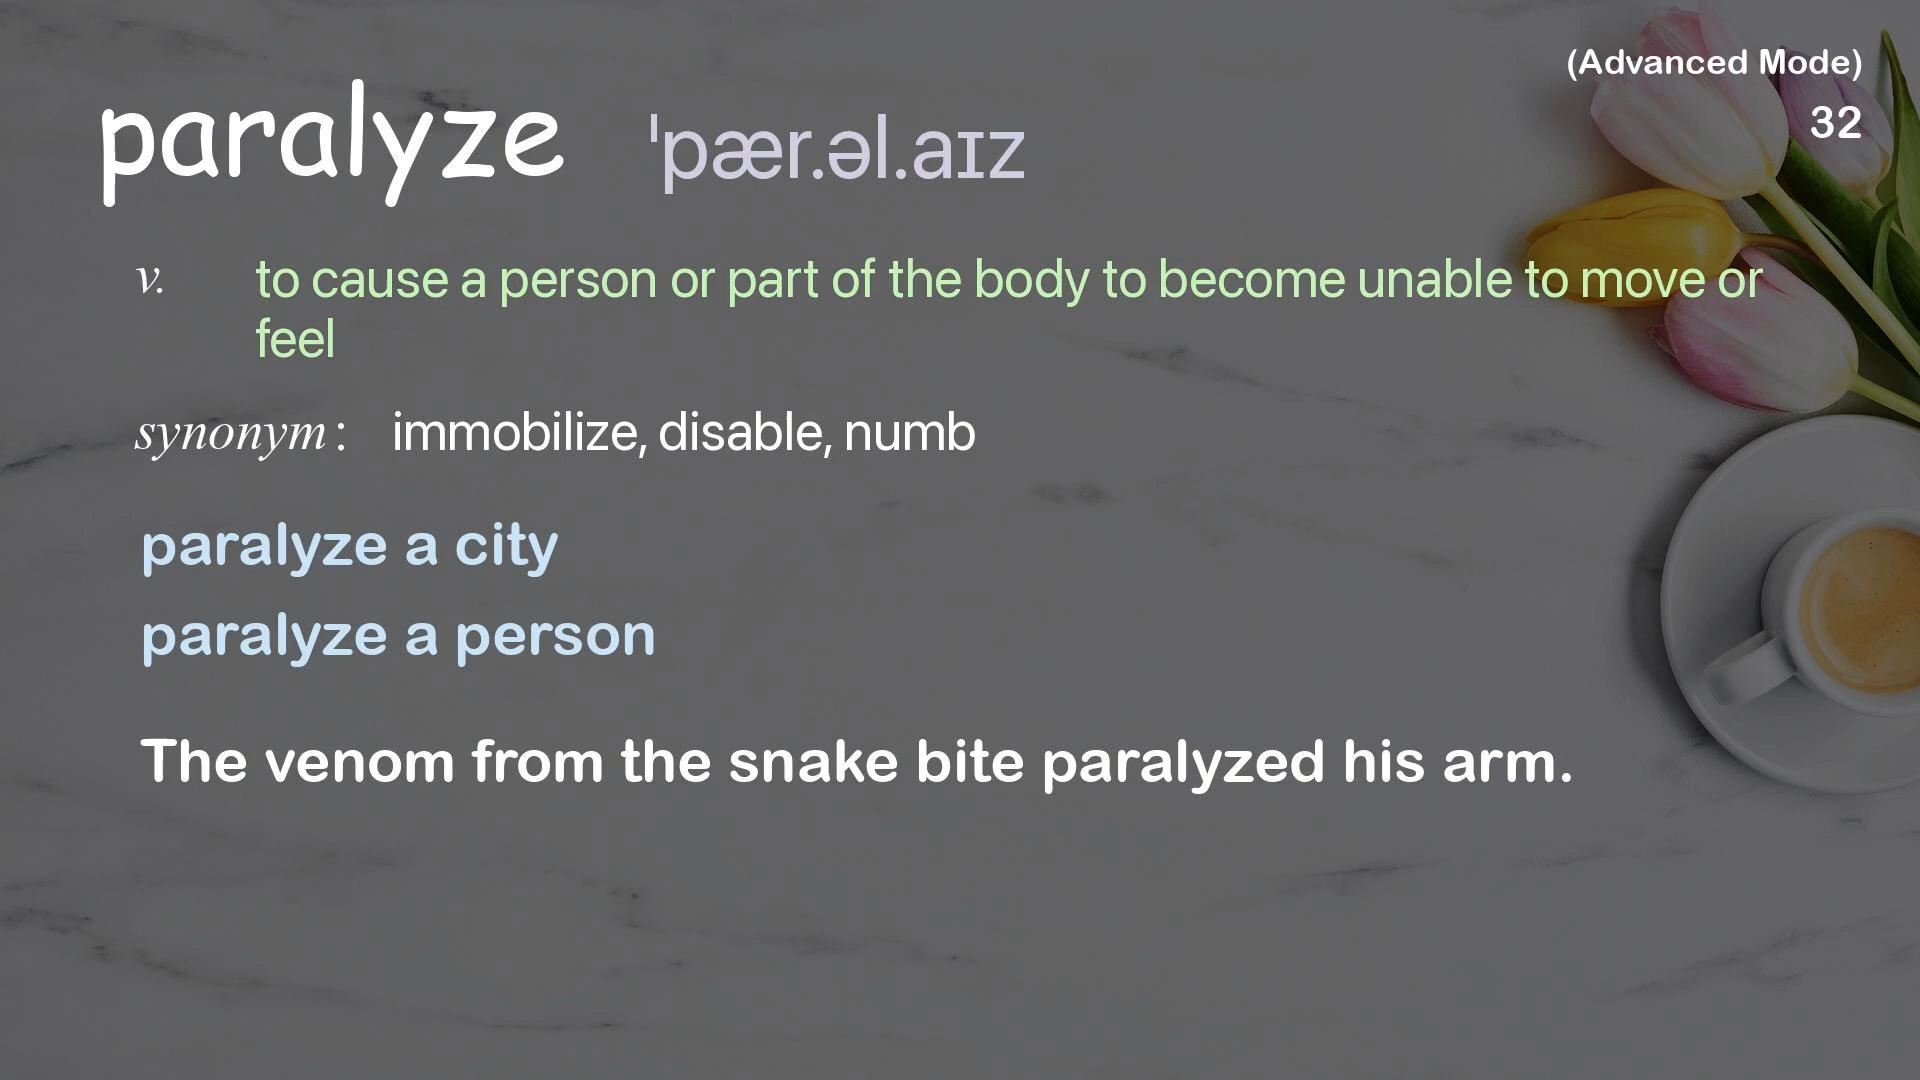 (Advanced Mode)
32
paralyze ˈpær.əl.aɪz
v. to cause a person or part of the body to become unable to move or
feel
synonym: immobilize, disable, numb
paralyze a city
paralyze a person
The venom from the snake bite paralyzed his arm.